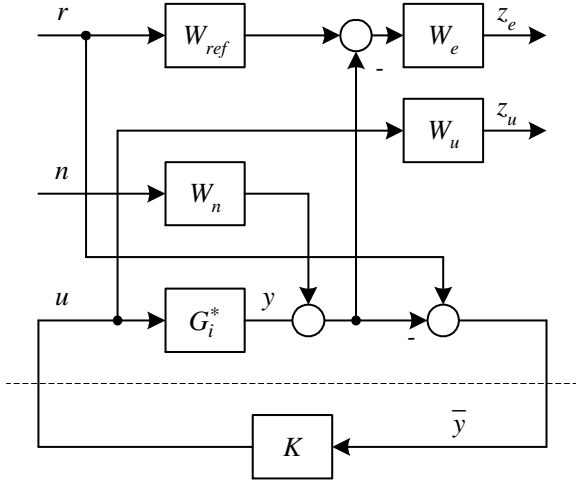 r
W_ref
-
W_e
z_e
W_u
z_u
n
W_n
u
G_i^*
y
-
K
y̅